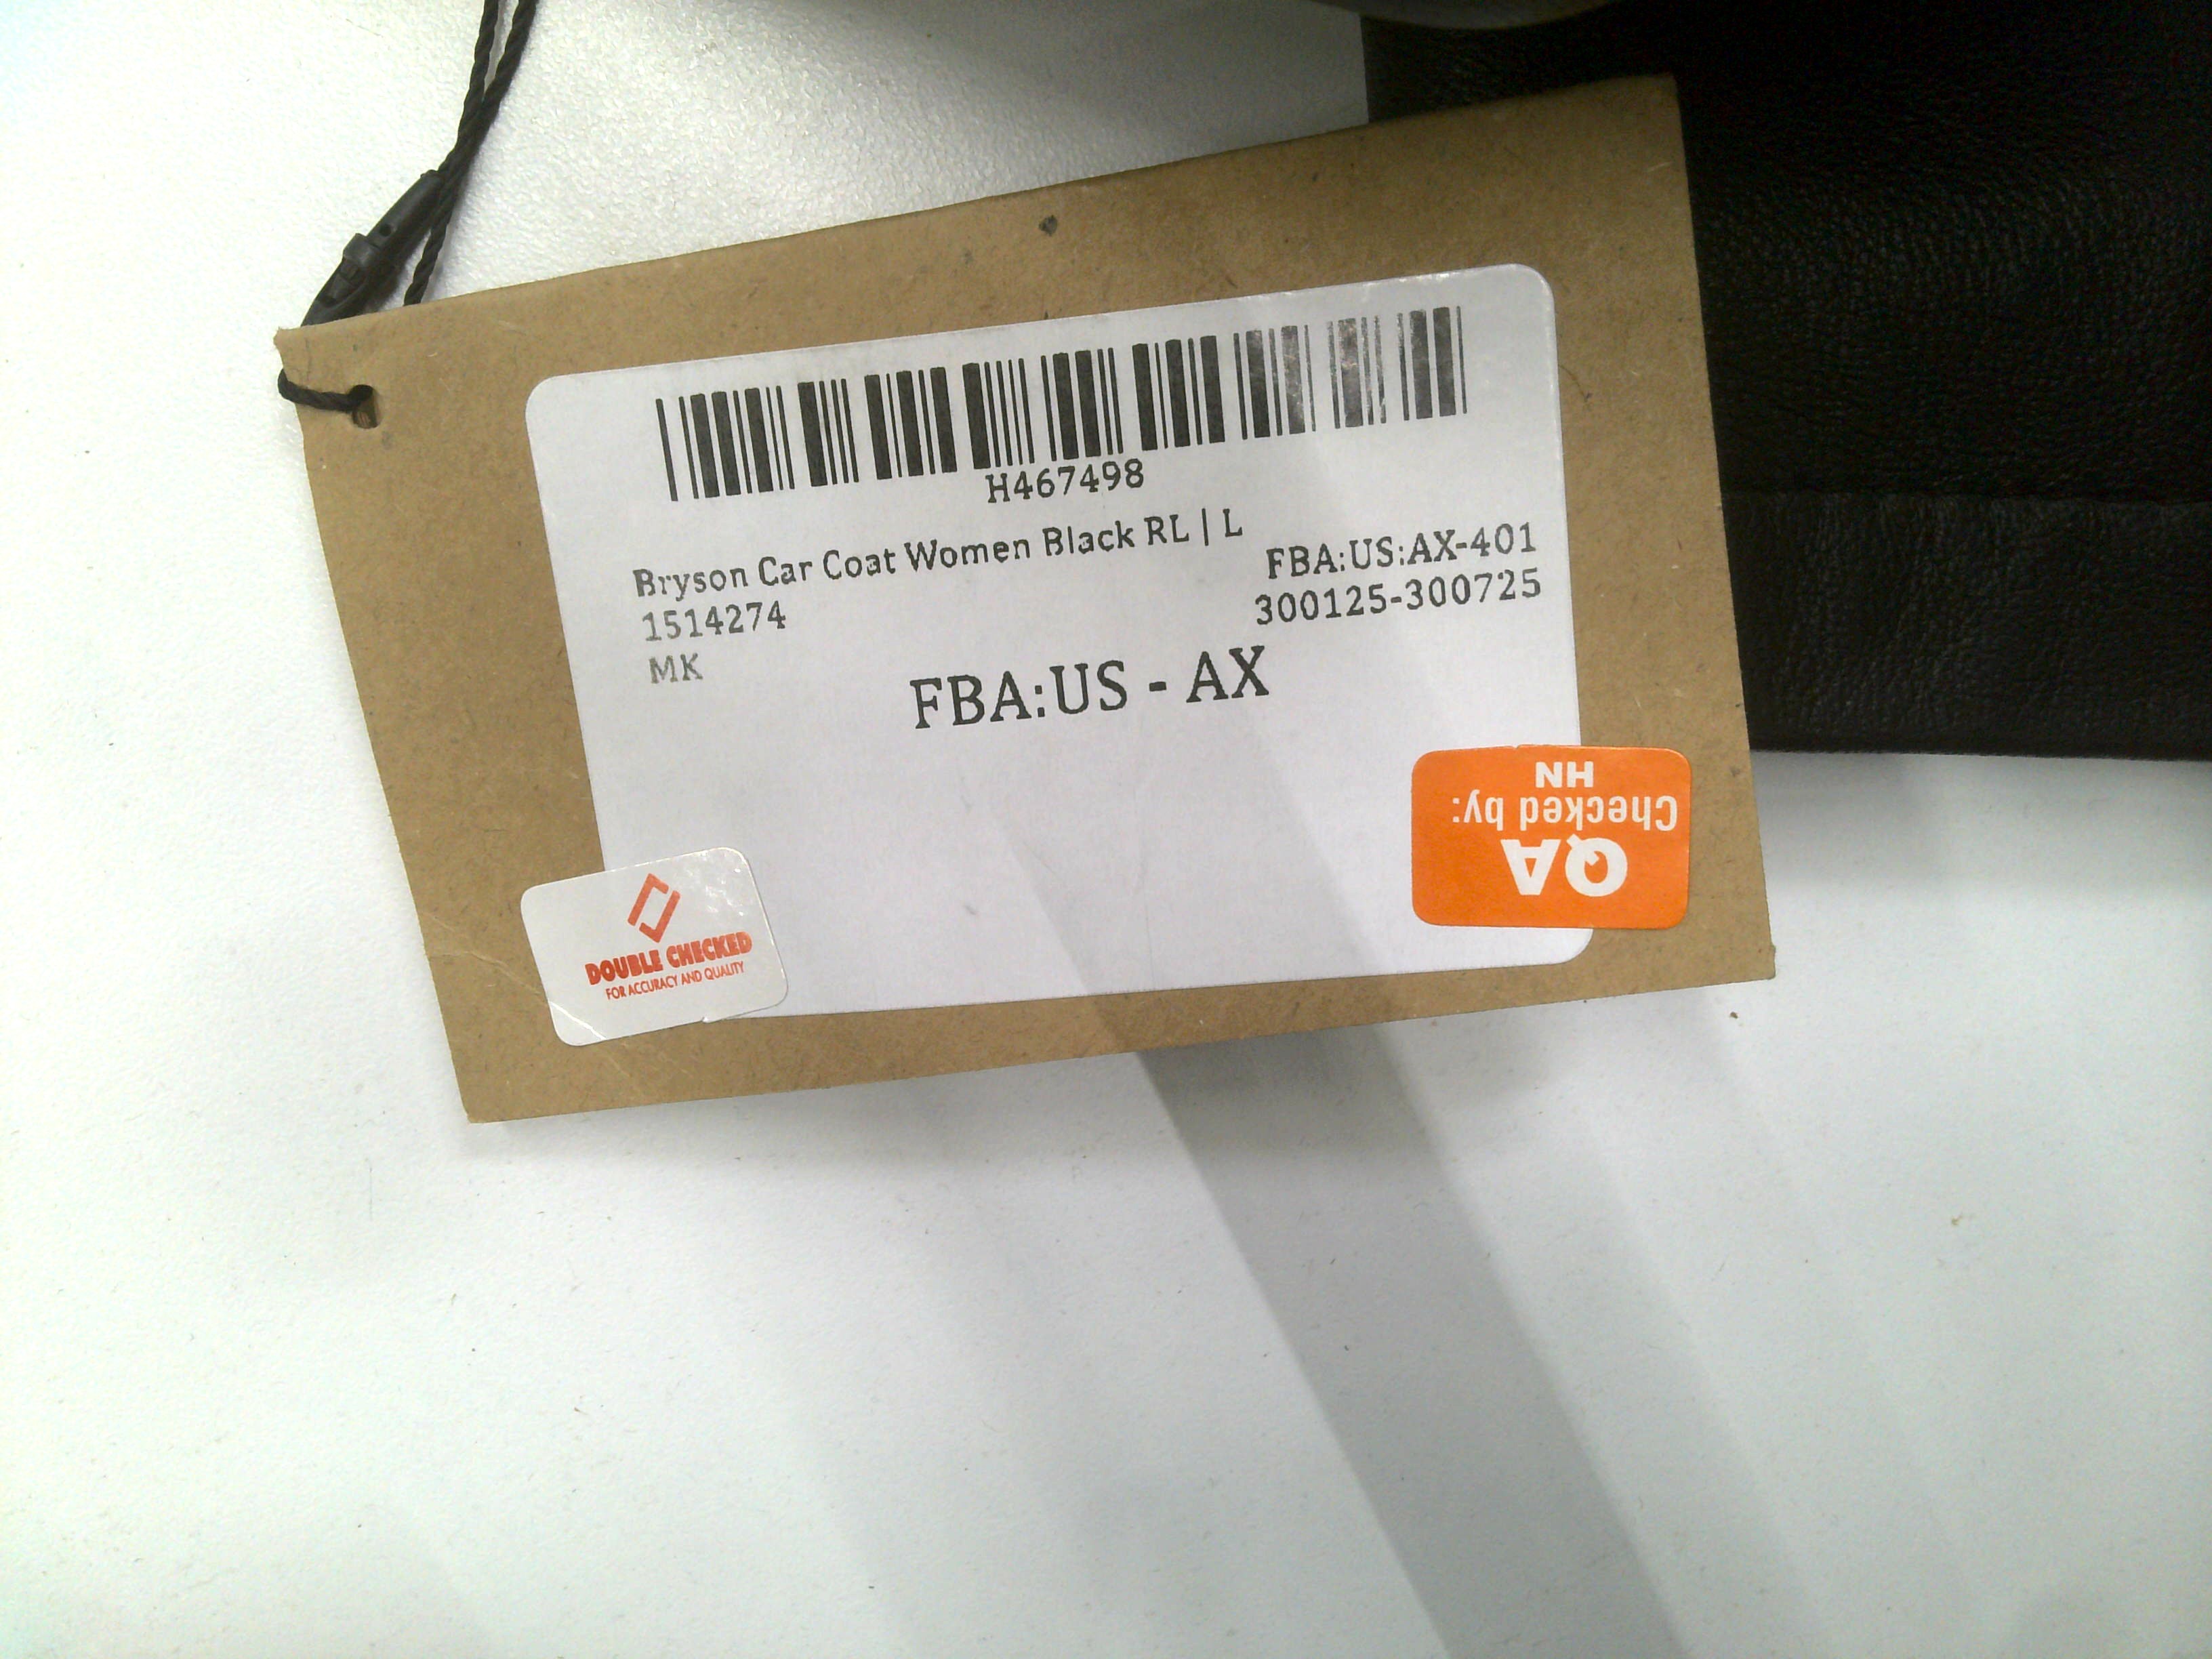 H467498
Bryson Car Coat Women Black RL | L
1514274
FBA:US:AX-401
300125-300725
MK
FBA:US - AX
DOUBLE CHECKED
FOR ACCURACY AND QUALITY
QA
Checked by:
HN